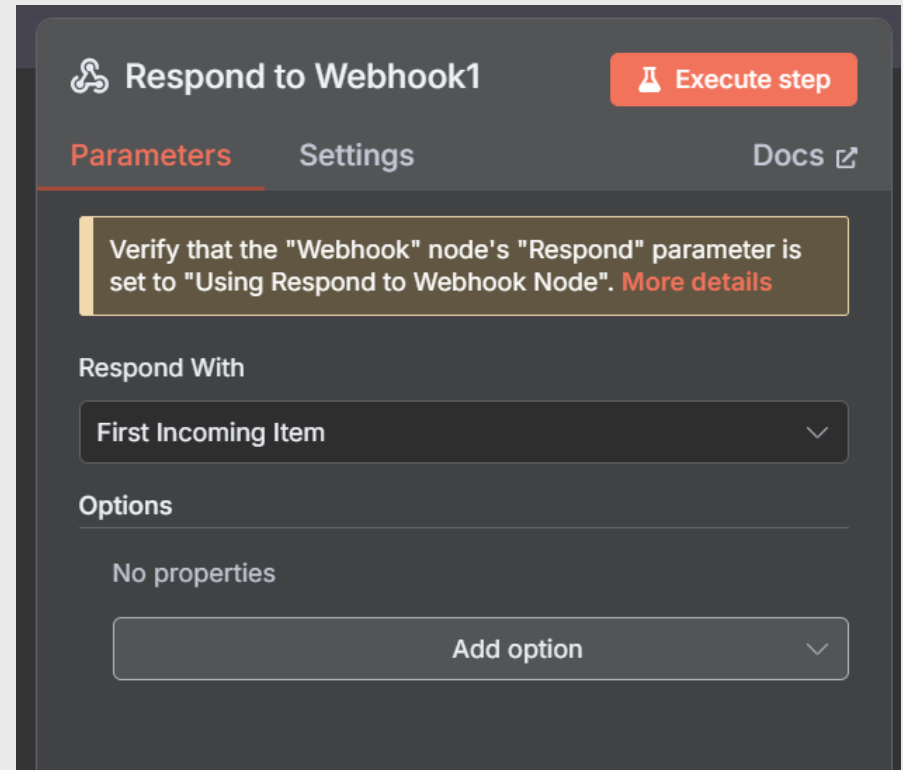 Respond to Webhook1
Execute step
Parameters
Settings
Docs
Verify that the "Webhook" node's "Respond" parameter is
set to "Using Respond to Webhook Node". More details
Respond With
First Incoming Item
Options
No properties
Add option